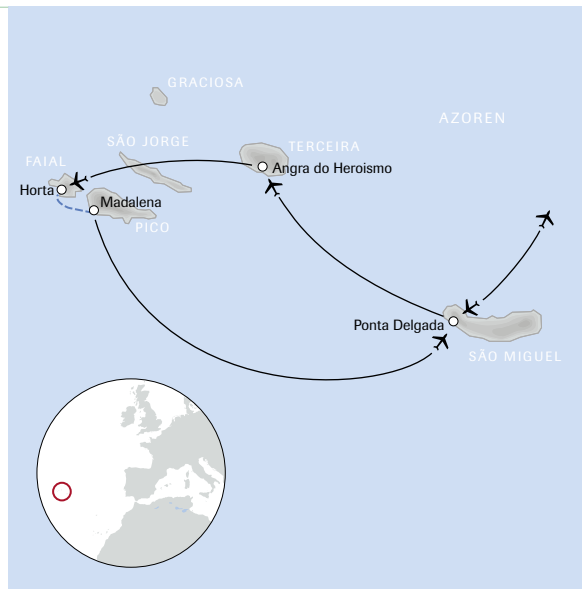 GRACIOSA
AZOREN
SÃO JORGE
TERCEIRA
FAIAL
Angra do Heroismo
Horta
Madalena
PICO
Ponta Delgada
SÃO MIGUEL